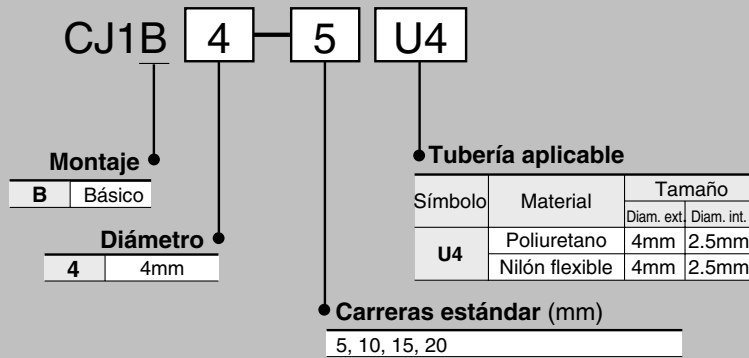 CJ1B 4 - 5 U4
Montaje
B Básico
Diámetro
4 4mm
Tubería aplicable
Símbolo Material Tamaño
Diam. ext. Diam. int.
U4 Poliuretano 4mm 2.5mm
Nilón flexible 4mm 2.5mm
Carreras estándar (mm)
5, 10, 15, 20